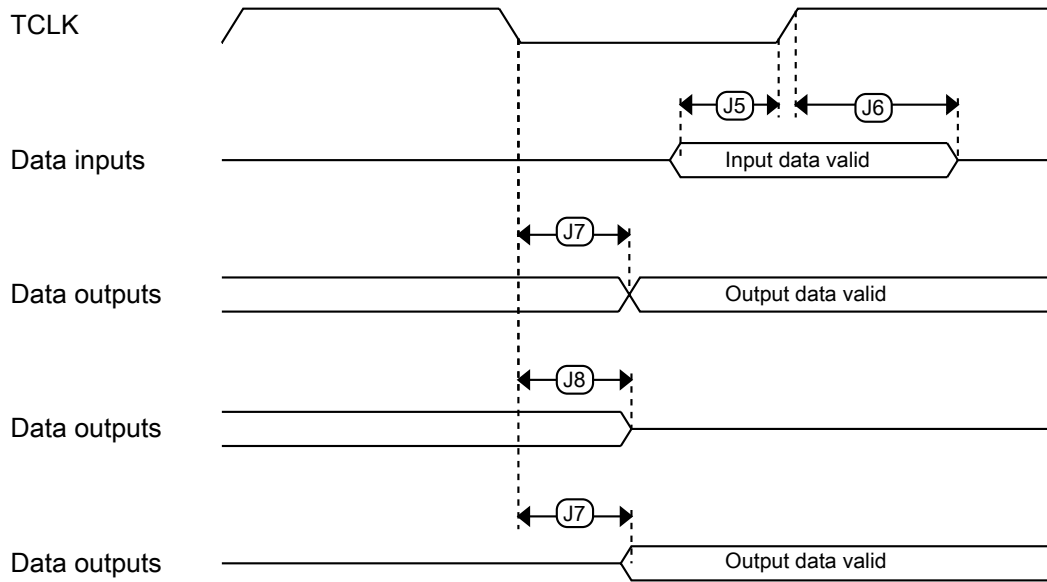 TCLK
J5
J6
Data inputs
Input data valid
J7
Data outputs
Output data valid
J8
Data outputs
J7
Data outputs
Output data valid